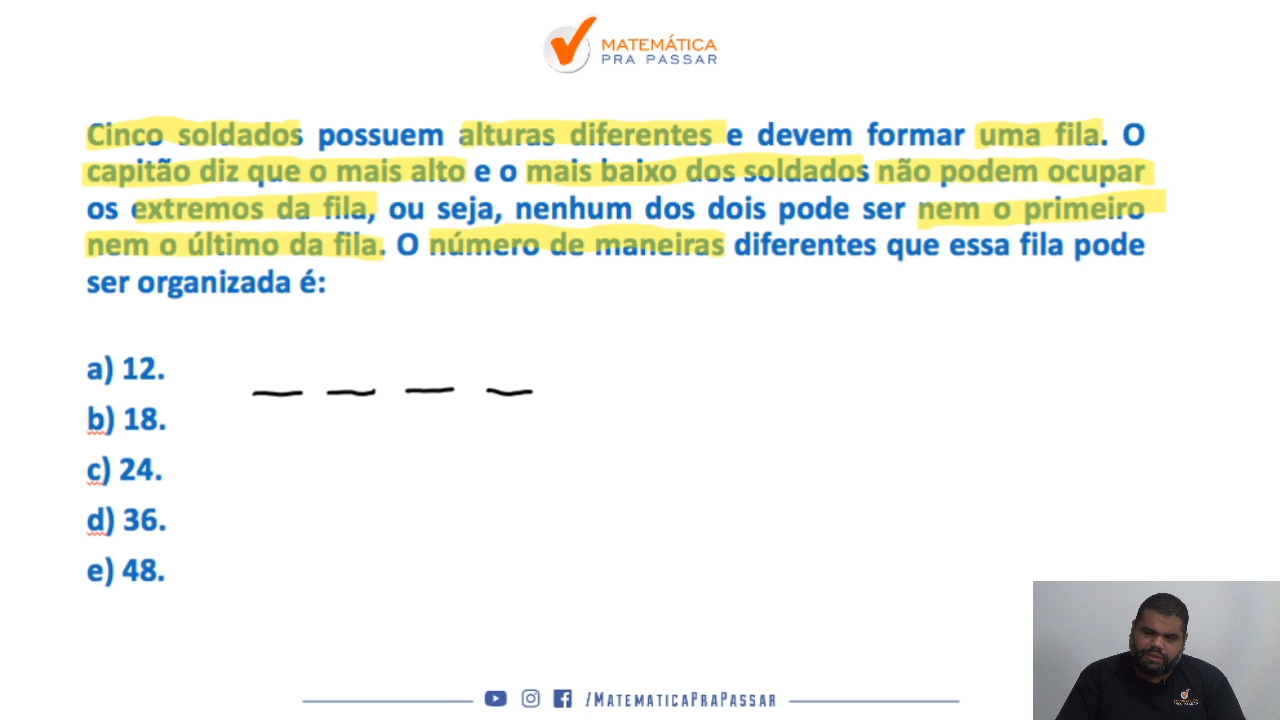 MATEMÁTICA
PRA PASSAR
Cinco soldados possuem alturas diferentes e devem formar uma fila. O
capitão diz que o mais alto e o mais baixo dos soldados não podem ocupar
os extremos da fila, ou seja, nenhum dos dois pode ser nem o primeiro
nem o último da fila. O número de maneiras diferentes que essa fila pode
ser organizada é:
a) 12.
b) 18.
c) 24.
d) 36.
e) 48.
/MATEMATICAPRAPASSAR